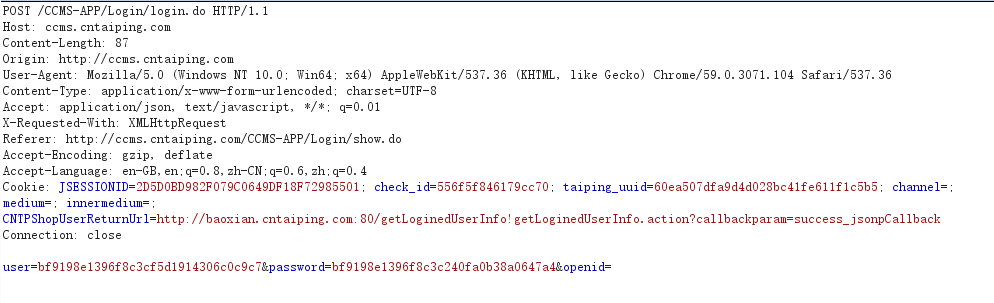 POST /CCMS-APP/Login/login.do HTTP/1.1
Host: ccms.cntaiping.com
Content-Length: 87
Origin: http://ccms.cntaiping.com
User-Agent: Mozilla/5.0 (Windows NT 10.0; Win64; x64) AppleWebKit/537.36 (KHTML, like Gecko) Chrome/59.0.3071.104 Safari/537.36
Content-Type: application/x-www-form-urlencoded; charset=UTF-8
Accept: application/json, text/javascript, */*; q=0.01
X-Requested-With: XMLHttpRequest
Referer: http://ccms.cntaiping.com/CCMS-APP/Login/show.do
Accept-Encoding: gzip, deflate
Accept-Language: en-GB,en;q=0.8,zh-CN;q=0.6,zh;q=0.4
Cookie: JSESSIONID=2D5D0BD982F079C0649DF18F72985501; check_id=556f5f846179cc70; taiping_uuid=60ea507dfa9d4d028bc41fe611f1c5b5; channel=;
medium=; innermedium=;
CNTPShopUserReturnUrl=http://baoxian.cntaiping.com:80/getLoginedUserInfo!getLoginedUserInfo.action?callbackparam=success_jsonpCallback
Connection: close
user=bf9198e1396f8c3cf5d1914306c0c9c7&password=bf9198e1396f8c3c240fa0b38a0647a4&openid=